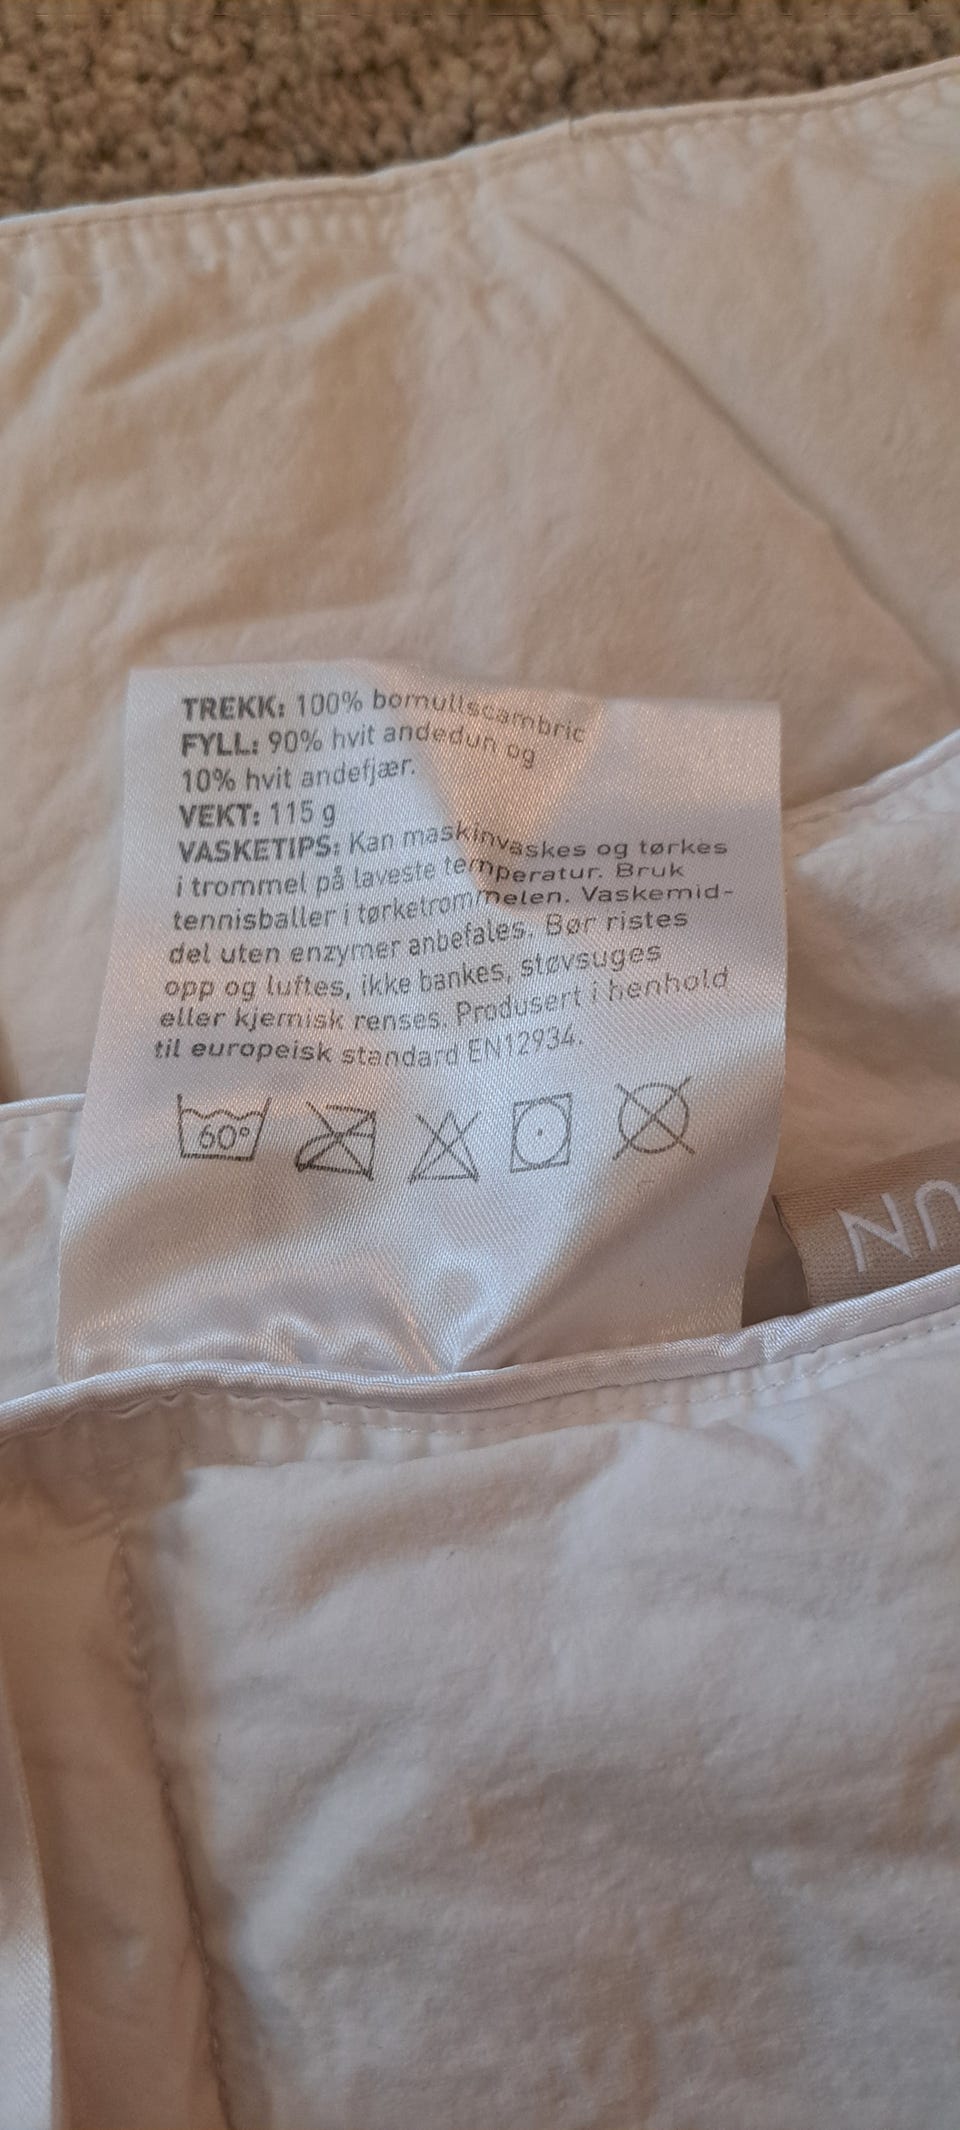 TREKK: 100% bomullscambric
FYLL: 90% hvit andedun og
10% hvit andefjær.
VEKT: 115 g
VASKETIPS: Kan maskinvaskes og tørkes
i trommel på laveste temperatur. Bruk
tennisballer i tørketrommelen. Vaskemid-
del uten enzymer anbefales. Bør ristes
opp og luftes, ikke bankes, støvsuges
eller kjemisk renses. Produsert i henhold
til europeisk standard EN12934.
60°